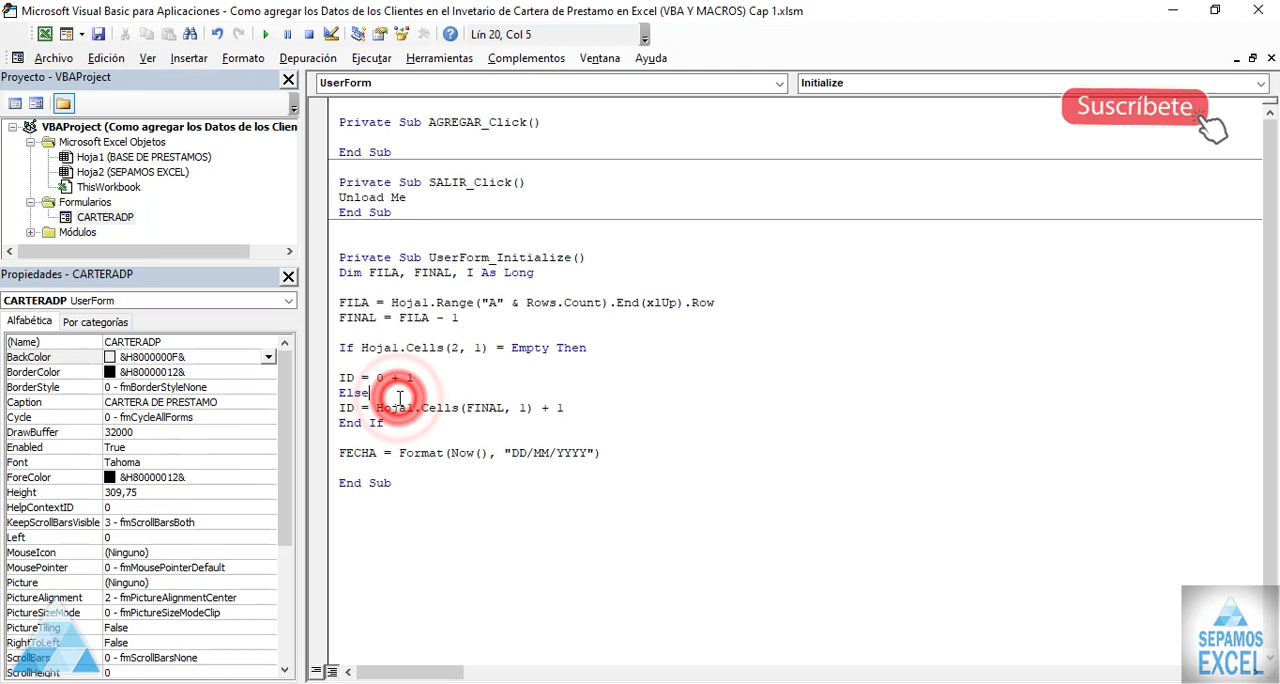 Microsoft Visual Basic para Aplicaciones - Como agregar los Datos de los Clientes en el Invetario de Cartera de Prestamo en Excel (VBA Y MACROS) Cap 1.xlsm
Lín 20, Col 5
Archivo Edición Ver Insertar Formato Depuración Ejecutar Herramientas Complementos Ventana Ayuda
Proyecto - VBAProject
VBAProject (Como agregar los Datos de los Clien
Microsoft Excel Objetos
Hoja1 (BASE DE PRESTAMOS)
Hoja2 (SEPAMOS EXCEL)
ThisWorkbook
Formularios
CARTERADP
Módulos
Propiedades - CARTERADP
CARTERADP UserForm
Alfabética Por categorías
(Name) CARTERADP
BackColor &H8000000F&
BorderColor &H80000012&
BorderStyle 0 - fmBorderStyleNone
Caption CARTERA DE PRESTAMO
Cycle 0 - fmCycleAllForms
DrawBuffer 32000
Enabled True
Font Tahoma
ForeColor &H80000012&
Height 309,75
HelpContextID 0
KeepScrollBarsVisible 3 - fmScrollBarsBoth
Left 0
MouseIcon (Ninguno)
MousePointer 0 - fmMousePointerDefault
Picture (Ninguno)
PictureAlignment 2 - fmPictureAlignmentCenter
PictureSizeMode 0 - fmPictureSizeModeClip
PictureTiling False
RightToLeft False
ScrollBars 0 - fmScrollBarsNone
ScrollHeight 0
UserForm Initialize
Suscríbete
Private Sub AGREGAR_Click()
End Sub
Private Sub SALIR_Click()
Unload Me
End Sub
Private Sub UserForm_Initialize()
Dim FILA, FINAL, I As Long
FILA = Hoja1.Range("A" & Rows.Count).End(xlUp).Row
FINAL = FILA - 1
If Hoja1.Cells(2, 1) = Empty Then
ID = 0 + 1
Else
ID = Hoja1.Cells(FINAL, 1) + 1
End If
FECHA = Format(Now(), "DD/MM/YYYY")
End Sub
SEPAMOS
EXCEL